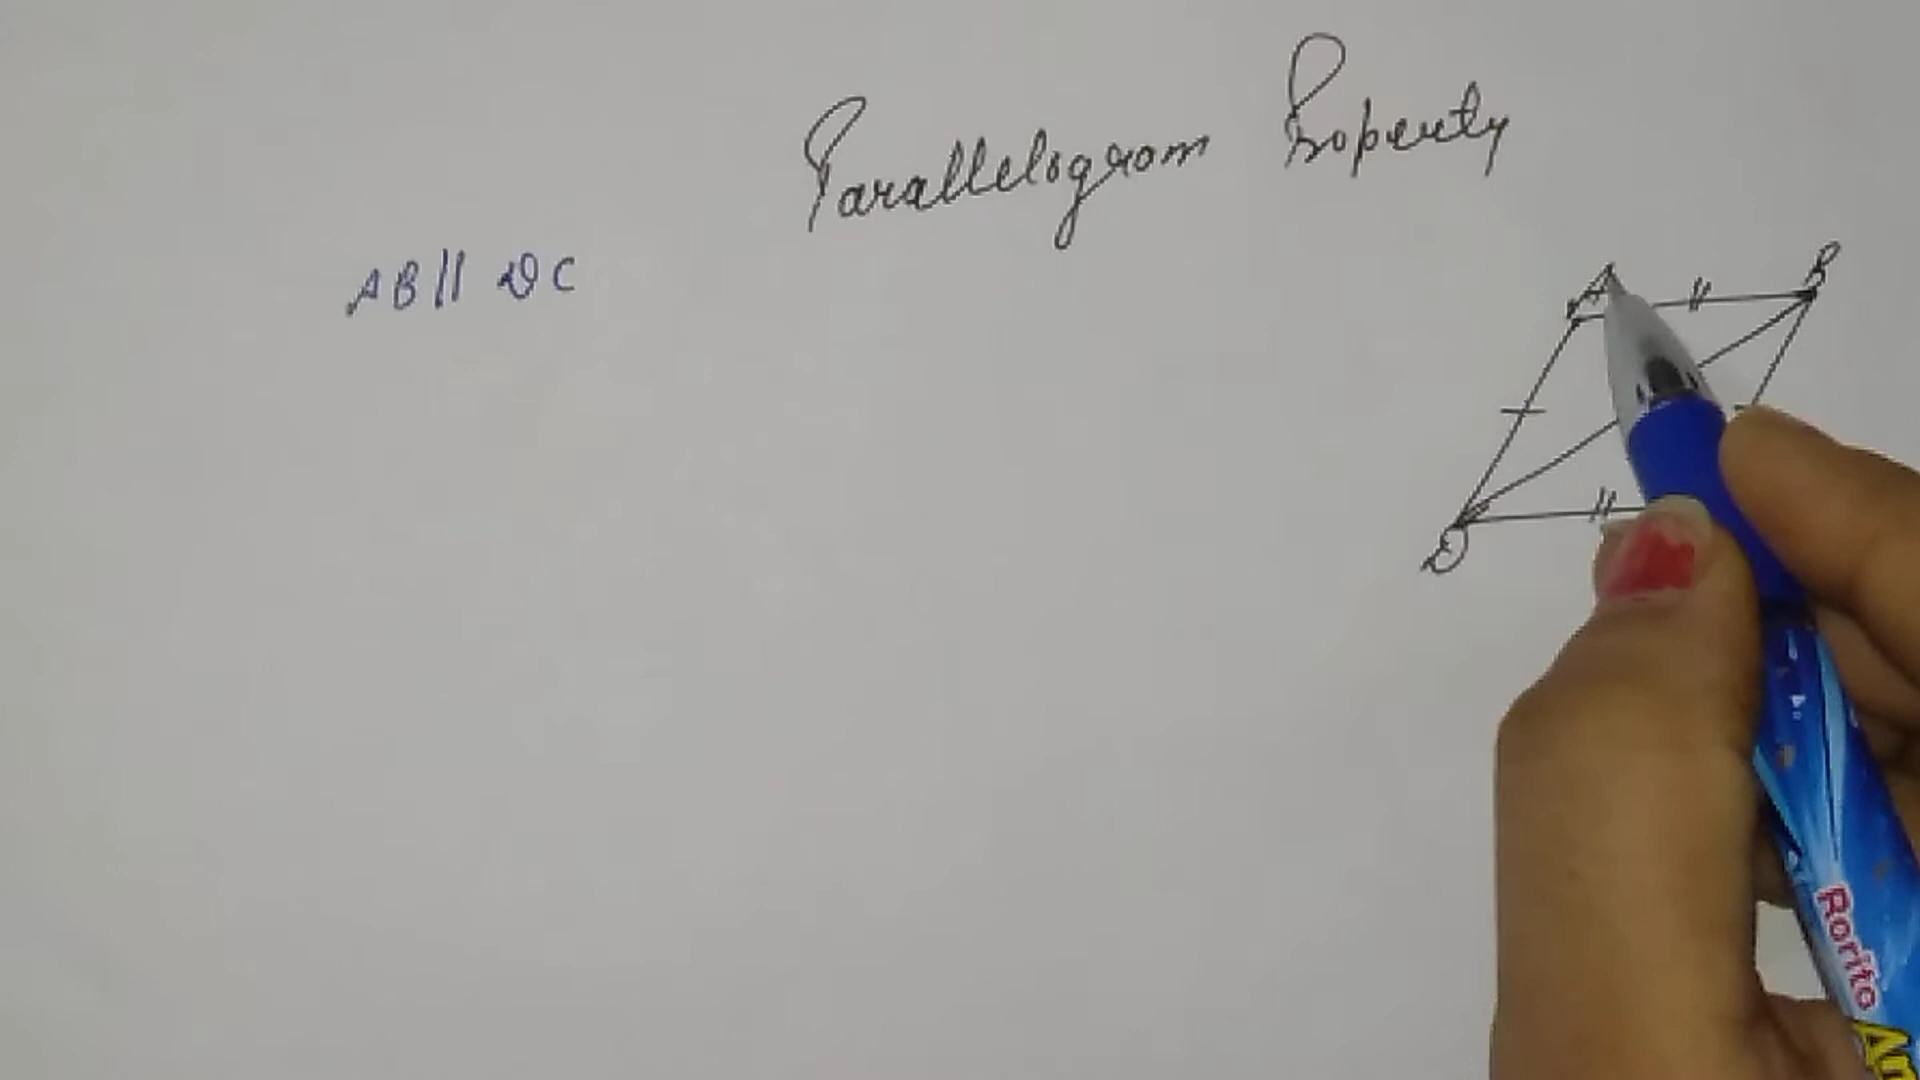 Parallelogram Property
AB || DC
A
B
D
Rorito